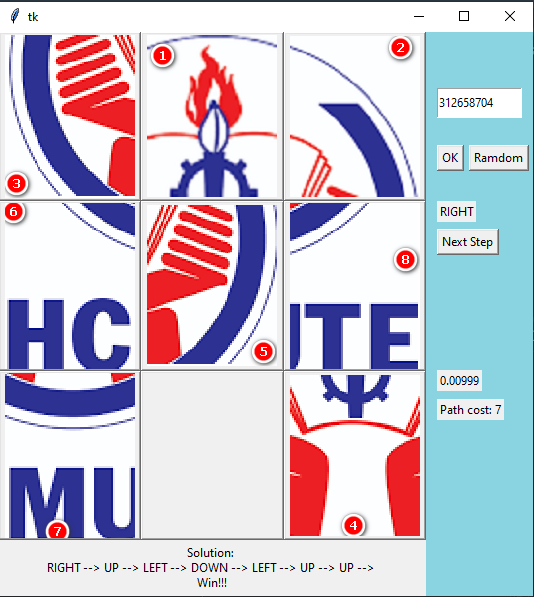 tk
1
2
3
312658704
OK
Ramdom
6
HC
5
8
UTE
RIGHT
Next Step
MU
7
4
0.00999
Path cost: 7
Solution:
RIGHT --> UP --> LEFT --> DOWN --> LEFT --> UP --> UP -->
Win!!!